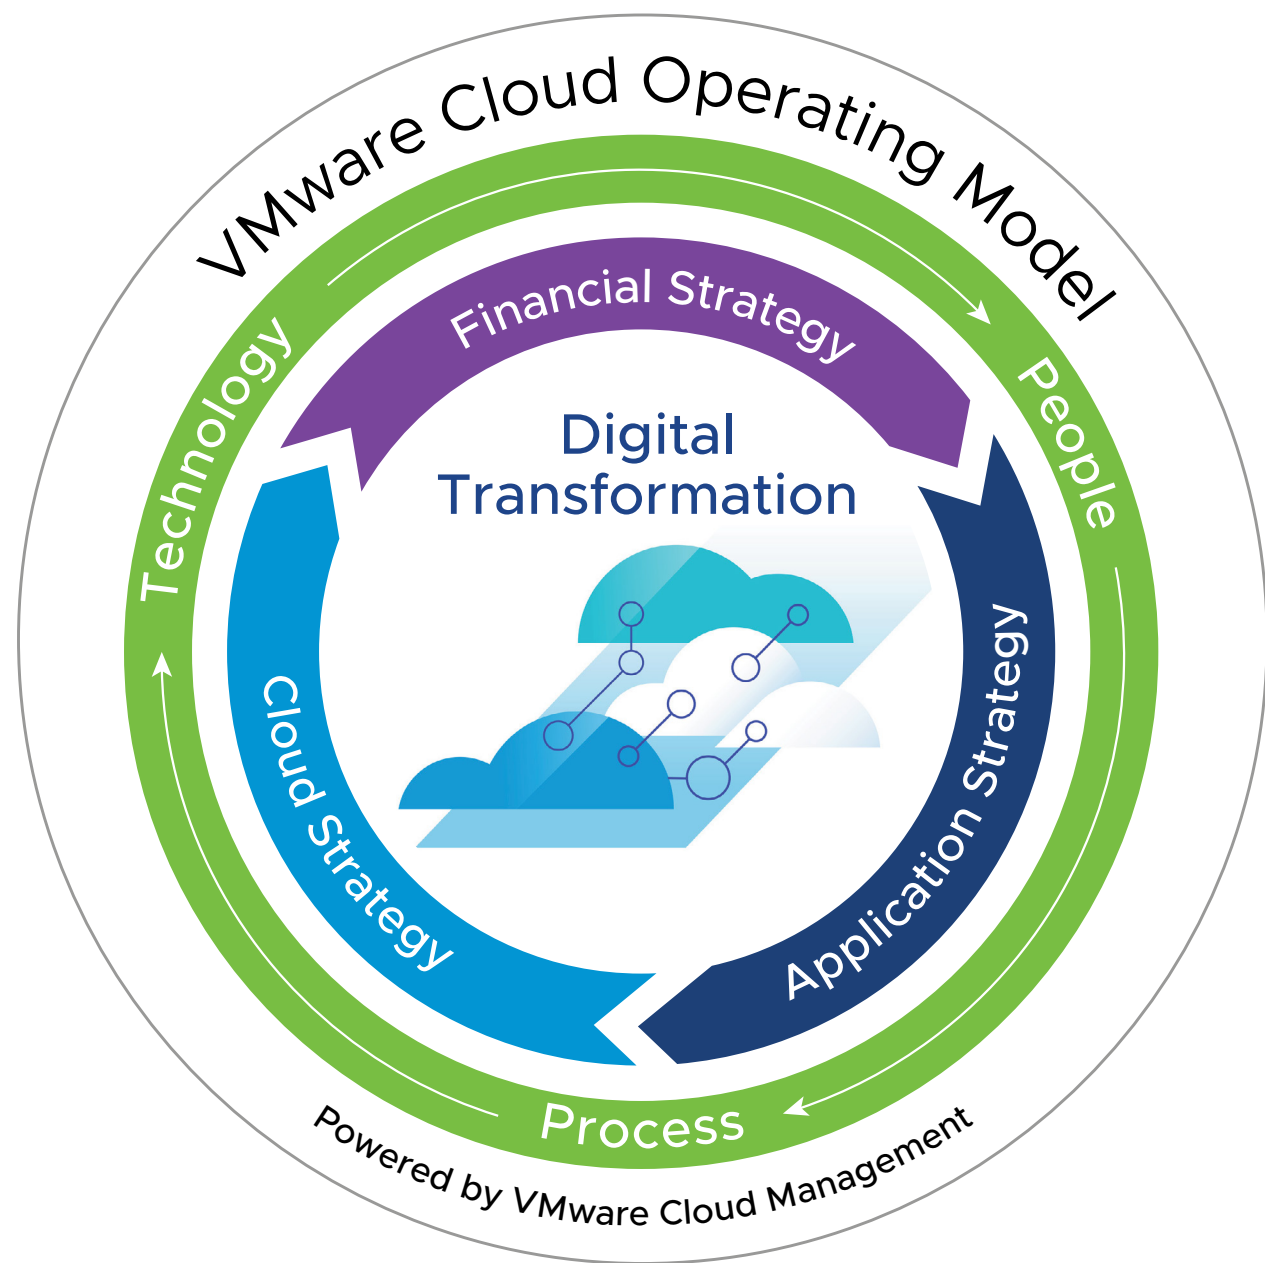 VMware Cloud Operating Model
Technology
People
Process
Financial Strategy
Application Strategy
Cloud Strategy
Digital
Transformation
Powered by VMware Cloud Management